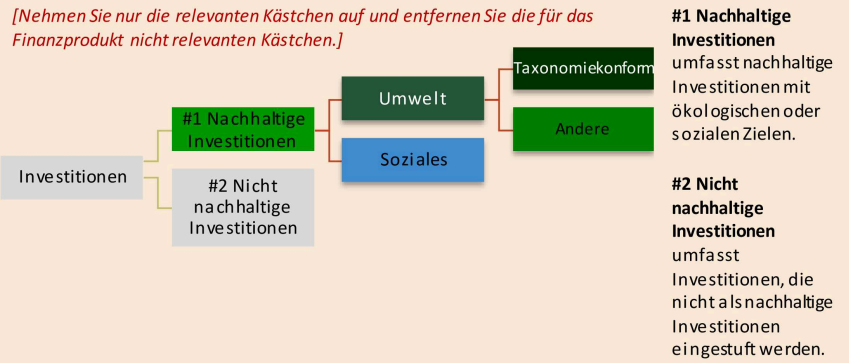 [Nehmen Sie nur die relevanten Kästchen auf und entfernen Sie die für das
Finanzprodukt nicht relevanten Kästchen.]
Investitionen
#1 Nachhaltige
Investitionen
#2 Nicht
nachhaltige
Investitionen
Umwelt
Soziales
Taxonomiekonform
Andere
#1 Nachhaltige
Investitionen
umfasst nachhaltige
Investitionen mit
ökologischen oder
sozialen Zielen.
#2 Nicht
nachhaltige
Investitionen
umfasst
Investitionen, die
nicht als nachhaltige
Investitionen
eingestuft werden.